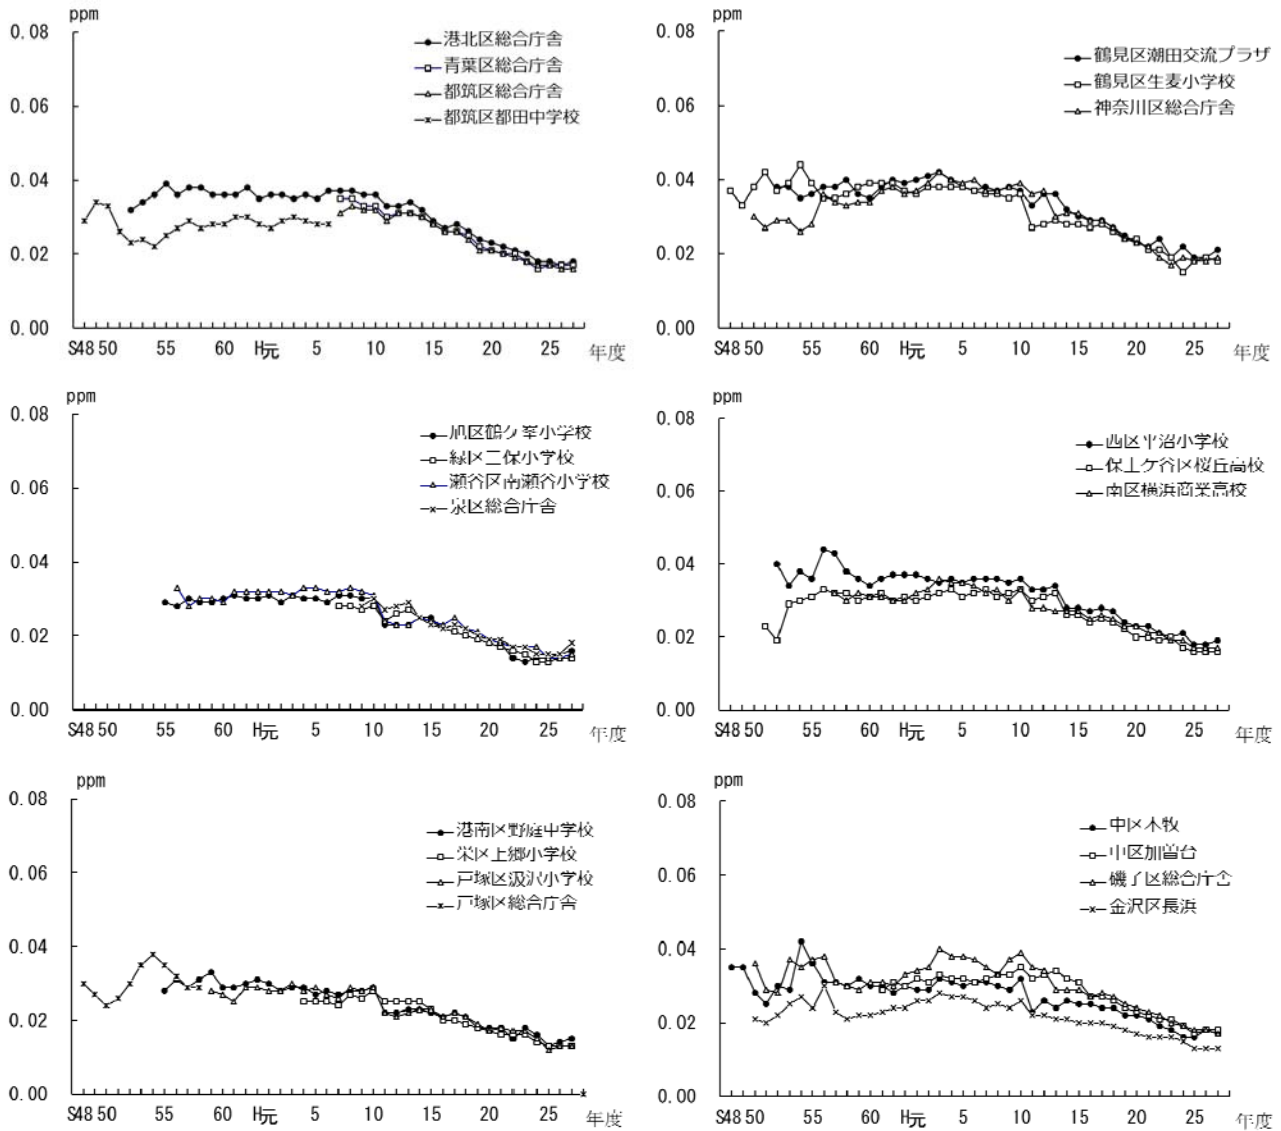 ppm
0.08
0.06
0.04
0.02
0.00
港北区総合庁舎
青葉区総合庁舎
都筑区総合庁舎
都筑区都田中学校
S48 50 55 60 H元 5 10 15 20 25 年度
ppm
0.08
0.06
0.04
0.02
0.00
鶴見区潮田交流プラザ
鶴見区生麦小学校
神奈川区総合庁舎
S48 50 55 60 H元 5 10 15 20 25 年度
ppm
0.08
0.06
0.04
0.02
0.00
旭区鶴ケ峯小学校
緑区三保小学校
瀬谷区南瀬谷小学校
泉区総合庁舎
S48 50 55 60 H元 5 10 15 20 25 年度
ppm
0.08
0.06
0.04
0.02
0.00
西区平沼小学校
保土ケ谷区桜丘高校
南区横浜商業高校
S48 50 55 60 H元 5 10 15 20 25 年度
ppm
0.08
0.06
0.04
0.02
0.00
港南区野庭中学校
栄区上郷小学校
戸塚区汲沢小学校
戸塚区総合庁舎
S48 50 55 60 H元 5 10 15 20 25 年度
ppm
0.08
0.06
0.04
0.02
0.00
中区本牧
中区加曽台
磯子区総合庁舎
金沢区長浜
S48 50 55 60 H元 5 10 15 20 25 年度